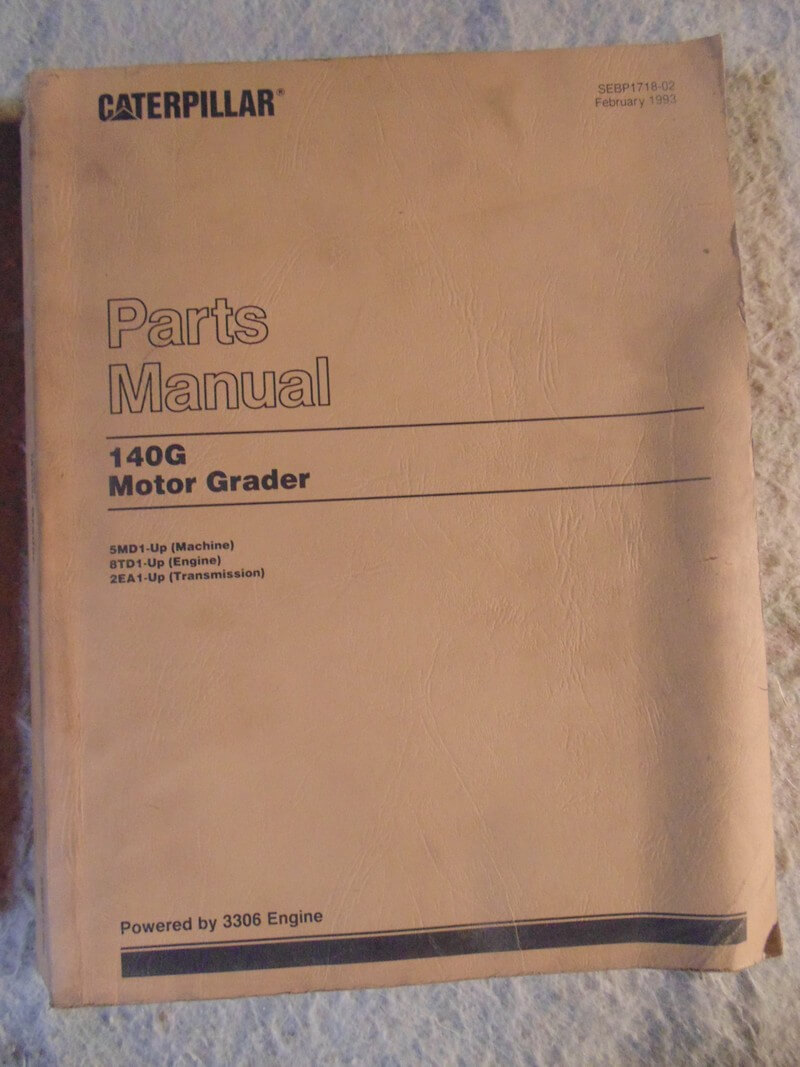 CATERPILLAR®
SEBP1718-02
February 1993
Parts
Manual
140G
Motor Grader
5MD1-Up (Machine)
8TD1-Up (Engine)
2EA1-Up (Transmission)
Powered by 3306 Engine